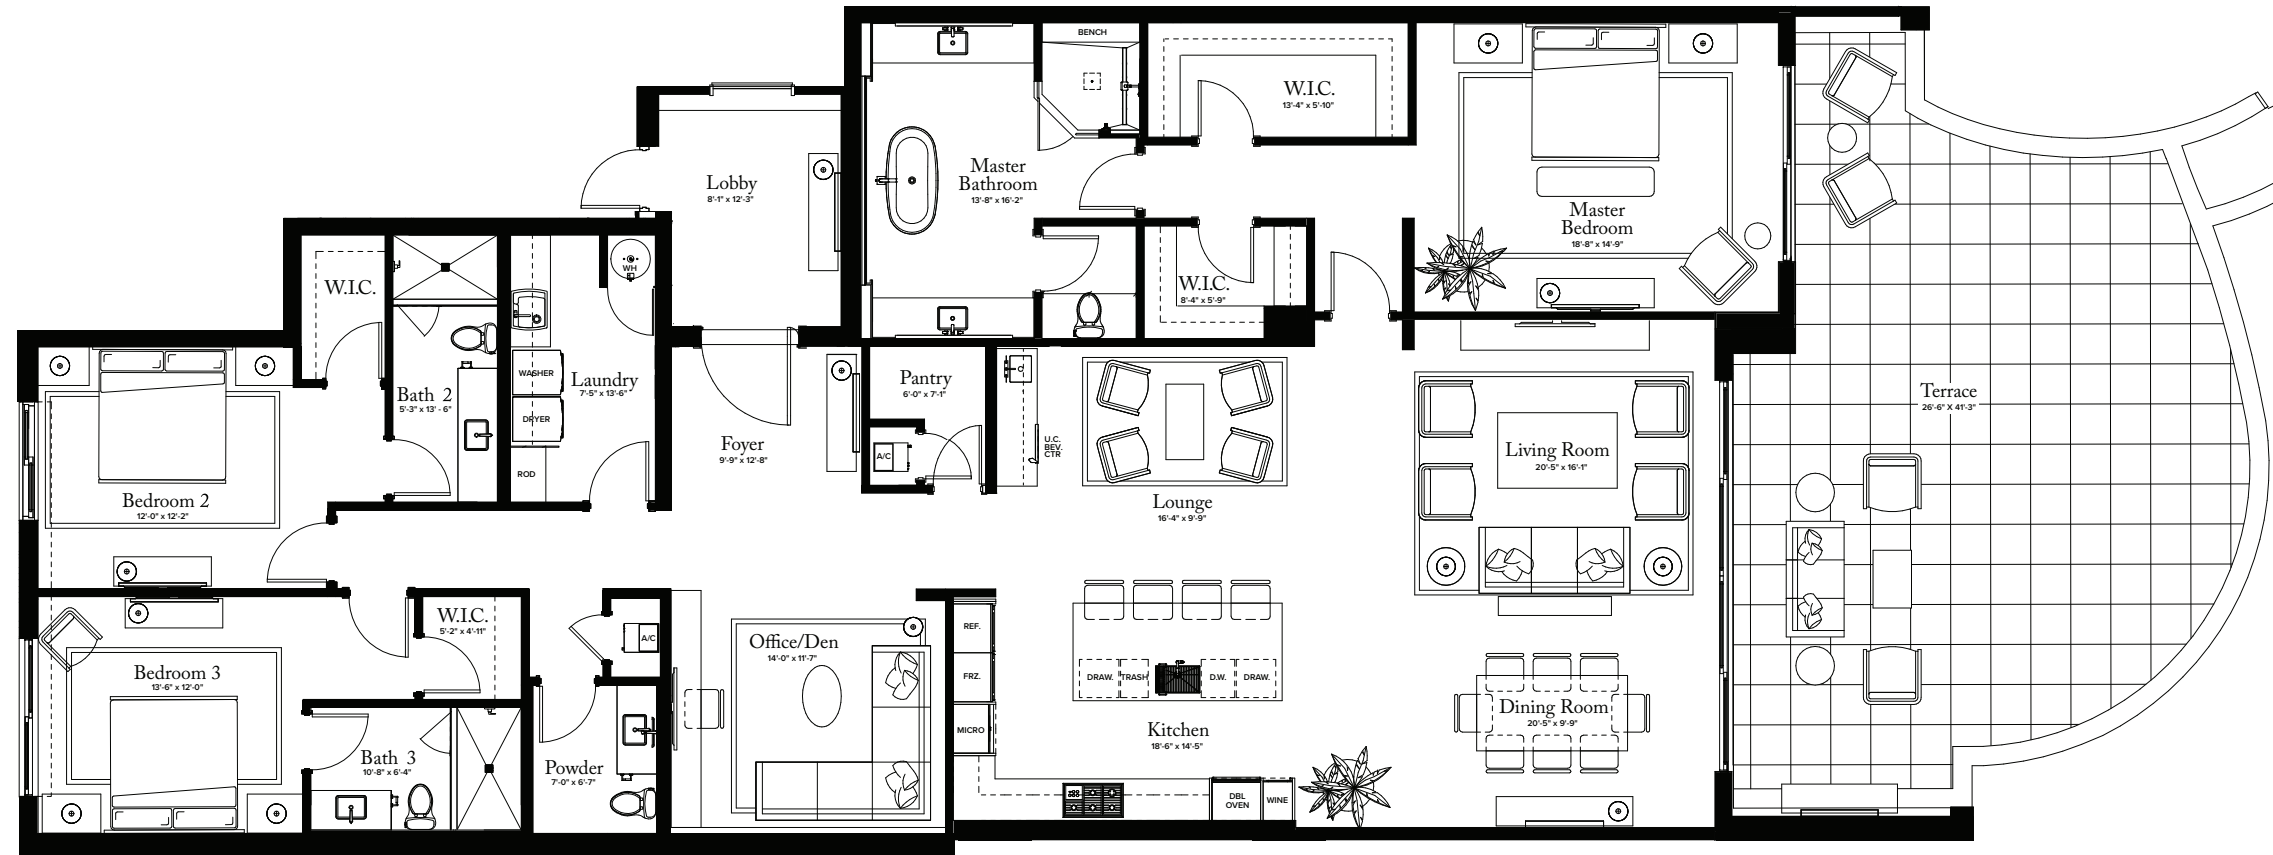 BENCH
W.I.C.
13'-4" x 5'-10"
Master
Bathroom
13'-8" x 16'-2"
Lobby
8'-1" x 12'-3"
Master
Bedroom
18'-8" x 14'-9"
WH
W.I.C.
W.I.C.
8'-4" x 5'-9"
WASHER
Laundry
7'-5" x 13'-6"
Pantry
6'-0" x 7'-1"
Bath 2
5'-3" x 13' - 6"
Terrace
26'-6" X 41'-3"
DRYER
Foyer
9'-9" x 12'-8"
A/C
U.C.
BEV.
CTR
Living Room
20'-5" x 16'-1"
ROD
Bedroom 2
12'-0" x 12'-2"
Lounge
16'-4" x 9'-9"
W.I.C.
5'-2" x 4'-11"
A/C
Office/Den
14'-0" x 11'-7"
REF.
Bedroom 3
13'-6" x 12'-0"
FRZ.
DRAW.
TRASH
D.W.
DRAW.
Dining Room
20'-5" x 9'-9"
MICRO
Kitchen
18'-6" x 14'-5"
Bath 3
10'-8" x 6'-4"
Powder
7'-0" x 6'-7"
DBL
OVEN
WINE